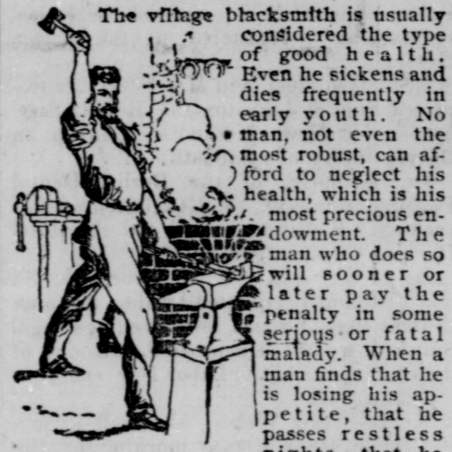 The village blacksmith is usually
considered the type
of good health.
Even he sickens and
dies frequently in
early youth. No
man, not even the
most robust, can af-
ford to neglect his
health, which is his
most precious en-
dowment. The
man who does so
will sooner or
later pay the
penalty in some
serious or fatal
malady. When a
man finds that he
is losing his ap-
petite, that he
passes restless
nights, that he